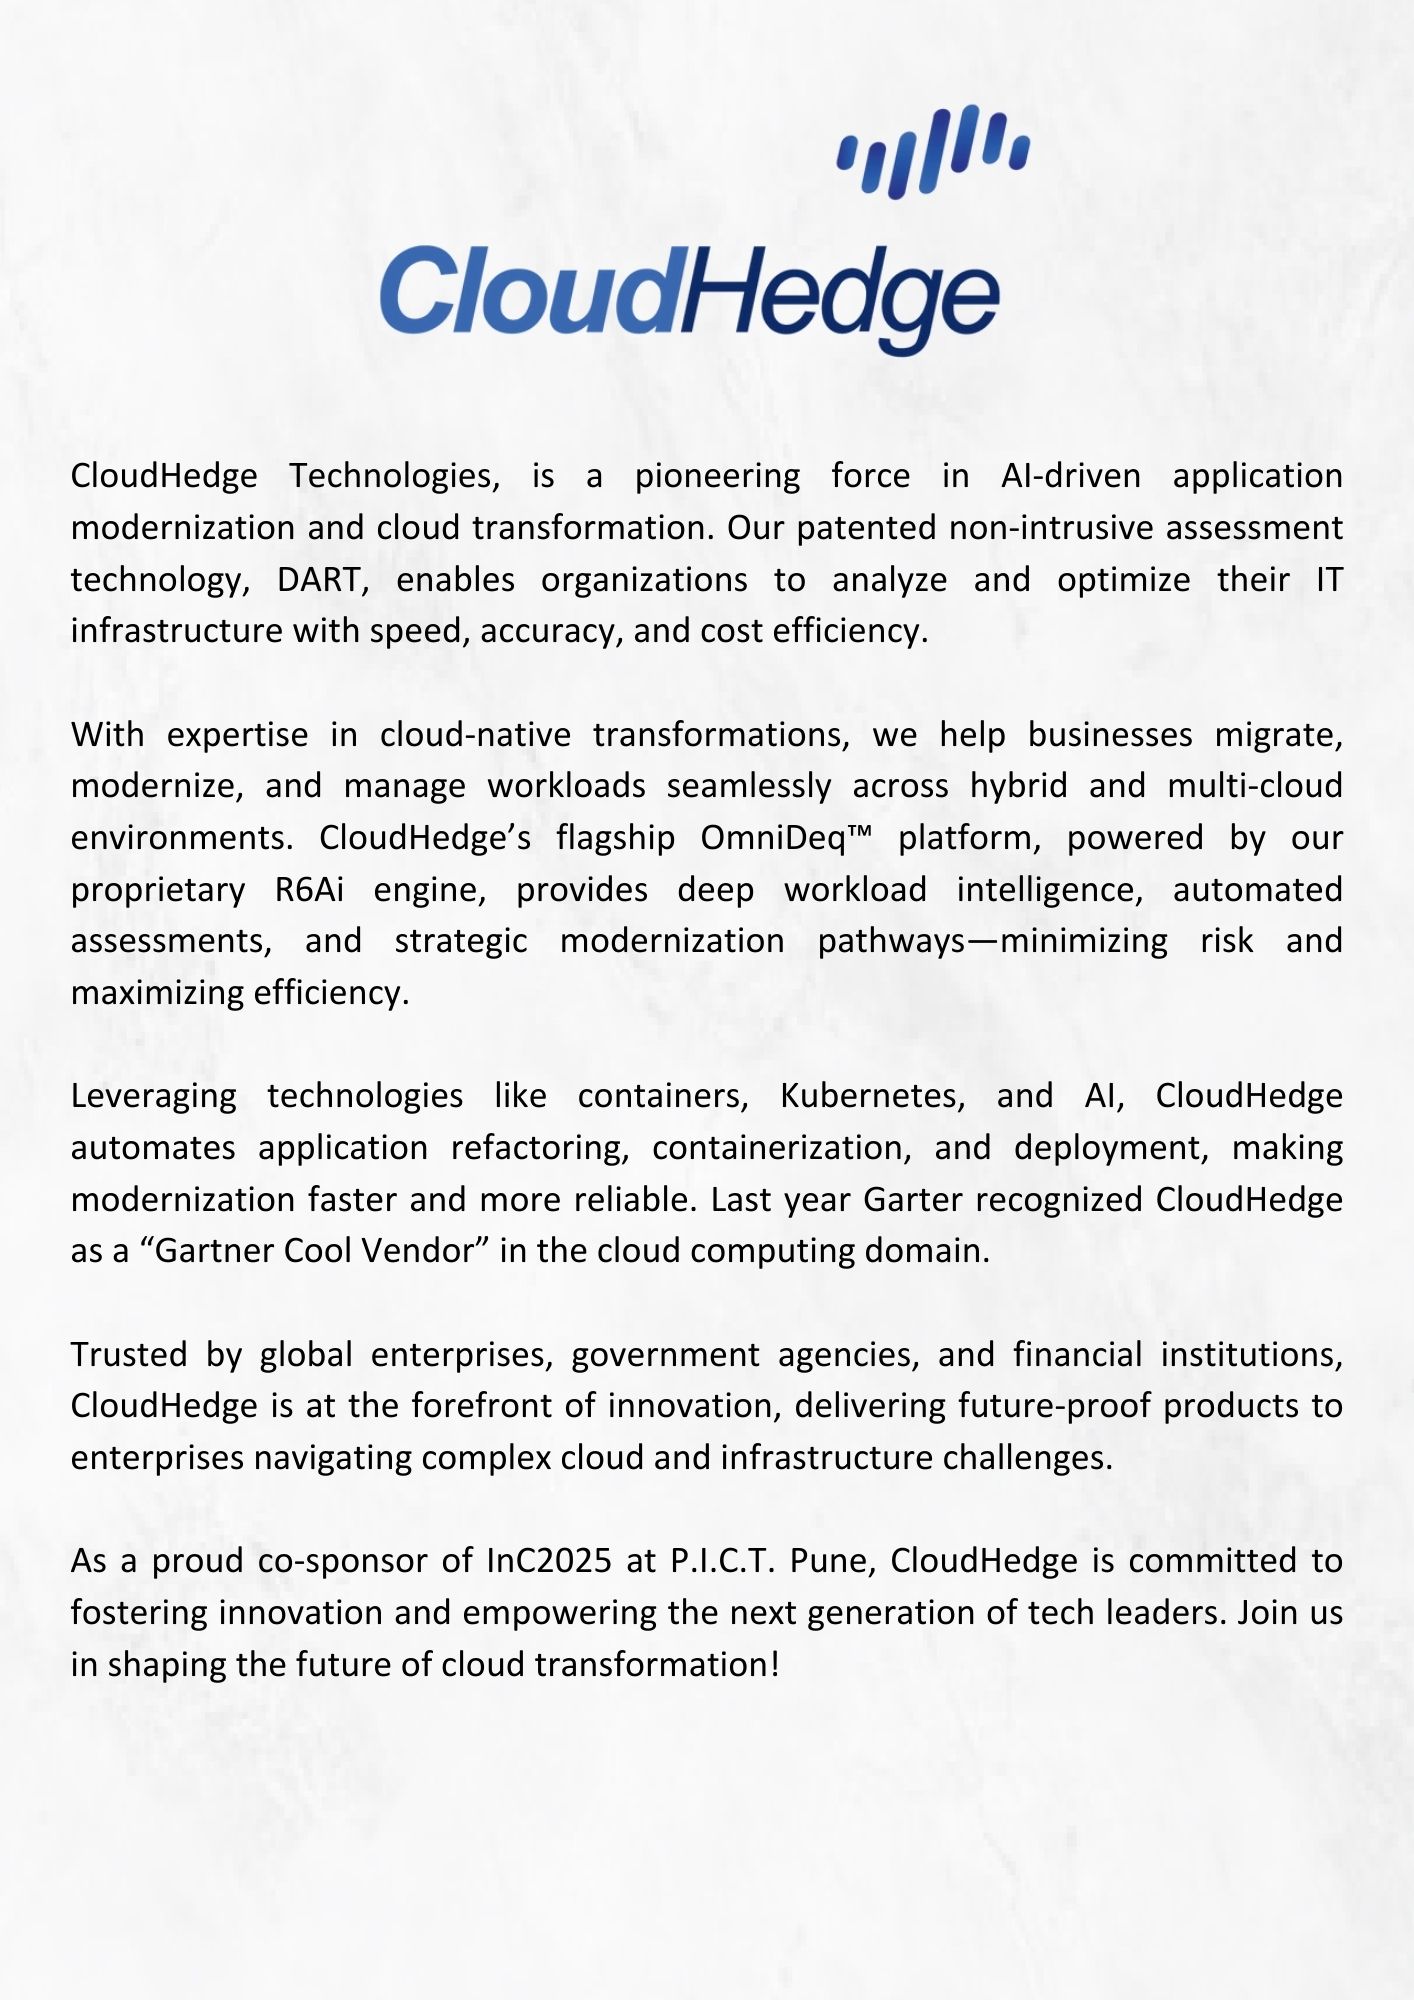 CloudHedge
CloudHedge Technologies, is a pioneering force in AI-driven application
modernization and cloud transformation. Our patented non-intrusive assessment
technology, DART, enables organizations to analyze and optimize their IT
infrastructure with speed, accuracy, and cost efficiency.
With expertise in cloud-native transformations, we help businesses migrate,
modernize, and manage workloads seamlessly across hybrid and multi-cloud
environments. CloudHedge’s flagship OmniDeq™ platform, powered by our
proprietary R6Ai engine, provides deep workload intelligence, automated
assessments, and strategic modernization pathways—minimizing risk and
maximizing efficiency.
Leveraging technologies like containers, Kubernetes, and AI, CloudHedge
automates application refactoring, containerization, and deployment, making
modernization faster and more reliable. Last year Garter recognized CloudHedge
as a “Gartner Cool Vendor” in the cloud computing domain.
Trusted by global enterprises, government agencies, and financial institutions,
CloudHedge is at the forefront of innovation, delivering future-proof products to
enterprises navigating complex cloud and infrastructure challenges.
As a proud co-sponsor of InC2025 at P.I.C.T. Pune, CloudHedge is committed to
fostering innovation and empowering the next generation of tech leaders. Join us
in shaping the future of cloud transformation!